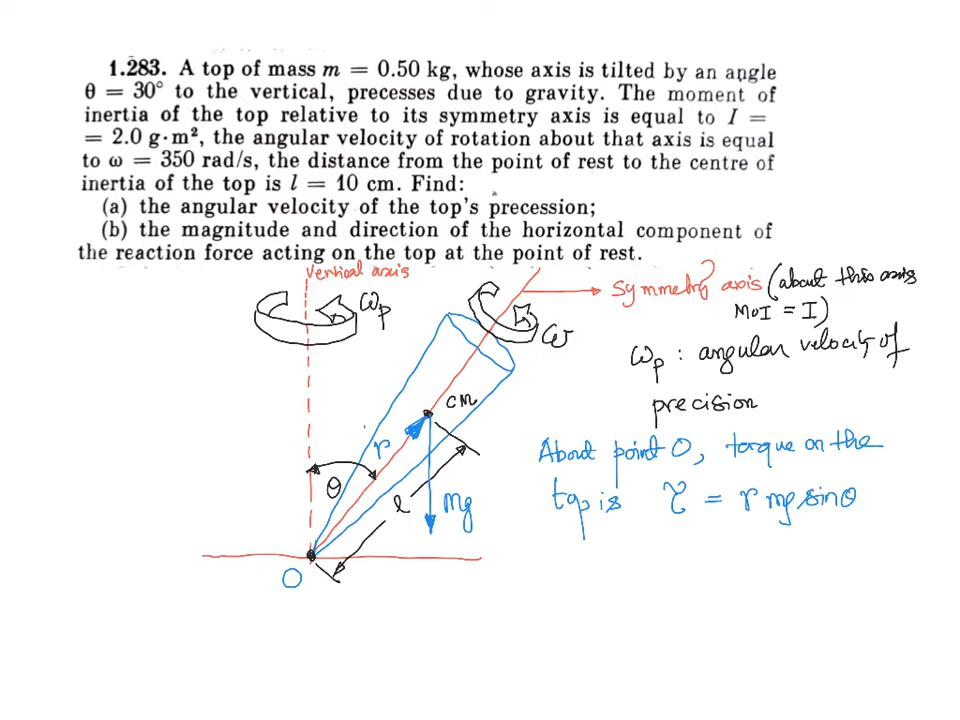 1.283. A top of mass m = 0.50 kg, whose axis is tilted by an angle
θ = 30° to the vertical, precesses due to gravity. The moment of
inertia of the top relative to its symmetry axis is equal to I =
= 2.0 g·m², the angular velocity of rotation about that axis is equal
to ω = 350 rad/s, the distance from the point of rest to the centre of
inertia of the top is l = 10 cm. Find:
(a) the angular velocity of the top's precession;
(b) the magnitude and direction of the horizontal component of
the reaction force acting on the top at the point of rest.
Vertical axis
ωp
ω
Symmetry axis (about this axis
MoI = I)
ωp : angular velocity of
precision
CM
r
θ
l
mg
O
About point O, torque on the
top is τ = r mg sinθ